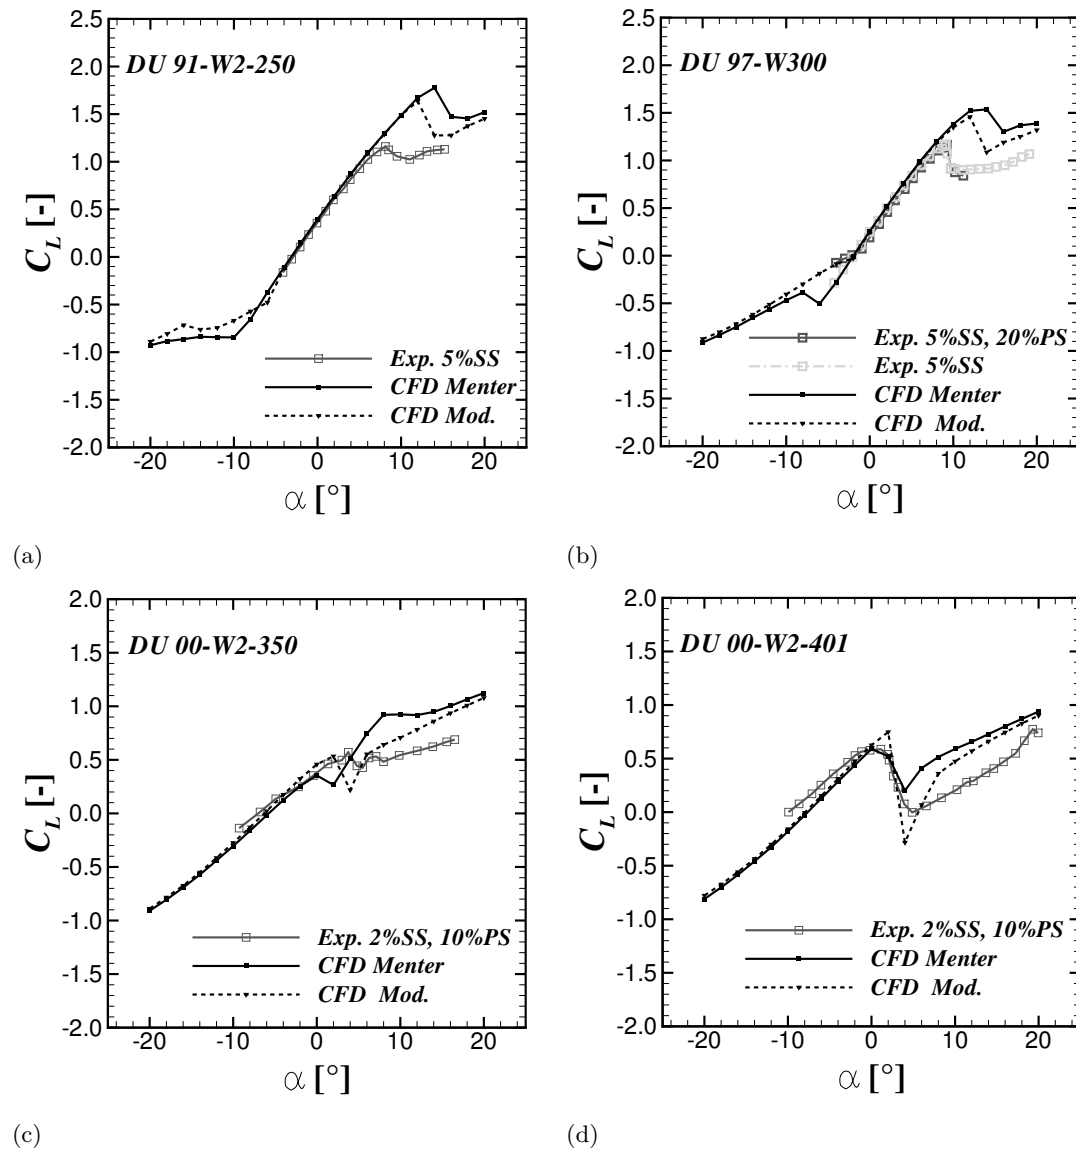 2.5
2.0
1.5
1.0
0.5
0.0
-0.5
-1.0
-1.5
-2.0
C_L [-]
DU 91-W2-250
Exp. 5%SS
CFD Menter
CFD Mod.
-20 -10 0 10 20
α [°]
(a)
2.5
2.0
1.5
1.0
0.5
0.0
-0.5
-1.0
-1.5
-2.0
C_L [-]
DU 97-W300
Exp. 5%SS, 20%PS
Exp. 5%SS
CFD Menter
CFD Mod.
-20 -10 0 10 20
α [°]
(b)
2.0
1.5
1.0
0.5
0.0
-0.5
-1.0
-1.5
-2.0
C_L [-]
DU 00-W2-350
Exp. 2%SS, 10%PS
CFD Menter
CFD Mod.
-20 -10 0 10 20
α [°]
(c)
2.0
1.5
1.0
0.5
0.0
-0.5
-1.0
-1.5
-2.0
C_L [-]
DU 00-W2-401
Exp. 2%SS, 10%PS
CFD Menter
CFD Mod.
-20 -10 0 10 20
α [°]
(d)